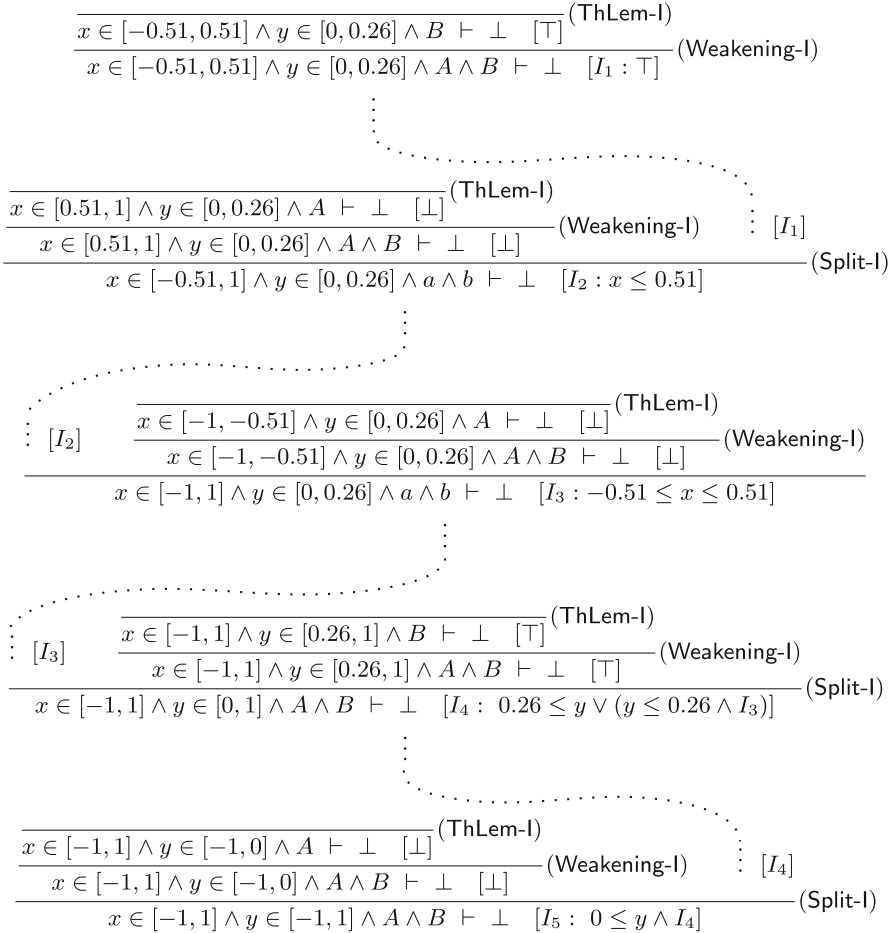 (ThLem-I)
x ∈ [−0.51, 0.51] ∧ y ∈ [0, 0.26] ∧ B ⊢ ⊥ [⊤]
(Weakening-I)
x ∈ [−0.51, 0.51] ∧ y ∈ [0, 0.26] ∧ A ∧ B ⊢ ⊥ [I₁ : ⊤]
(ThLem-I)
x ∈ [0.51, 1] ∧ y ∈ [0, 0.26] ∧ A ⊢ ⊥ [⊥]
(Weakening-I) [I₁]
x ∈ [0.51, 1] ∧ y ∈ [0, 0.26] ∧ A ∧ B ⊢ ⊥ [⊥]
(Split-I)
x ∈ [−0.51, 1] ∧ y ∈ [0, 0.26] ∧ a ∧ b ⊢ ⊥ [I₂ : x ≤ 0.51]
(ThLem-I)
x ∈ [−1, −0.51] ∧ y ∈ [0, 0.26] ∧ A ⊢ ⊥ [⊥]
[I₂] (Weakening-I)
x ∈ [−1, −0.51] ∧ y ∈ [0, 0.26] ∧ A ∧ B ⊢ ⊥ [⊥]
x ∈ [−1, 1] ∧ y ∈ [0, 0.26] ∧ a ∧ b ⊢ ⊥ [I₃ : −0.51 ≤ x ≤ 0.51]
(ThLem-I)
x ∈ [−1, 1] ∧ y ∈ [0.26, 1] ∧ B ⊢ ⊥ [⊤]
[I₃] (Weakening-I)
x ∈ [−1, 1] ∧ y ∈ [0.26, 1] ∧ A ∧ B ⊢ ⊥ [⊤]
(Split-I)
x ∈ [−1, 1] ∧ y ∈ [0, 1] ∧ A ∧ B ⊢ ⊥ [I₄ : 0.26 ≤ y ∨ (y ≤ 0.26 ∧ I₃)]
(ThLem-I)
x ∈ [−1, 1] ∧ y ∈ [−1, 0] ∧ A ⊢ ⊥ [⊥]
(Weakening-I) [I₄]
x ∈ [−1, 1] ∧ y ∈ [−1, 0] ∧ A ∧ B ⊢ ⊥ [⊥]
(Split-I)
x ∈ [−1, 1] ∧ y ∈ [−1, 1] ∧ A ∧ B ⊢ ⊥ [I₅ : 0 ≤ y ∧ I₄]